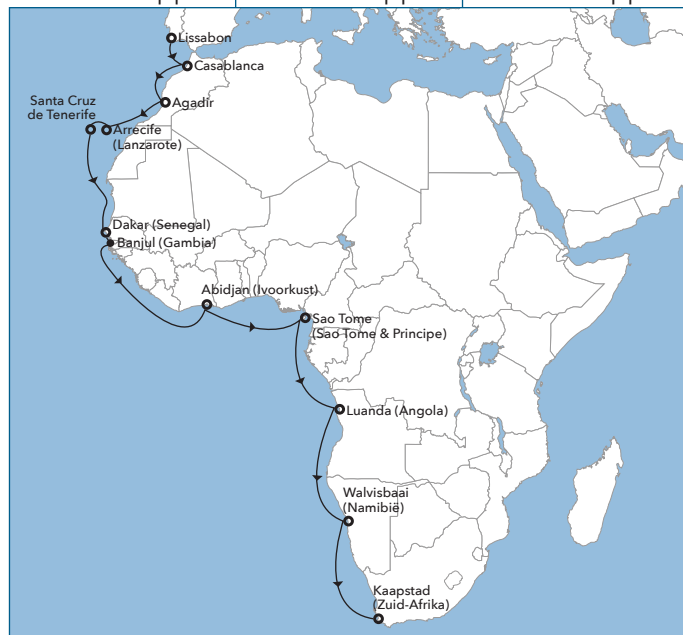 Lissabon
Casablanca
Agadir
Santa Cruz
de Tenerife
Arrecife
(Lanzarote)
Dakar (Senegal)
Banjul (Gambia)
Abidjan (Ivoorkust)
Sao Tome
(Sao Tome & Principe)
Luanda (Angola)
Walvisbaai
(Namibië)
Kaapstad
(Zuid-Afrika)